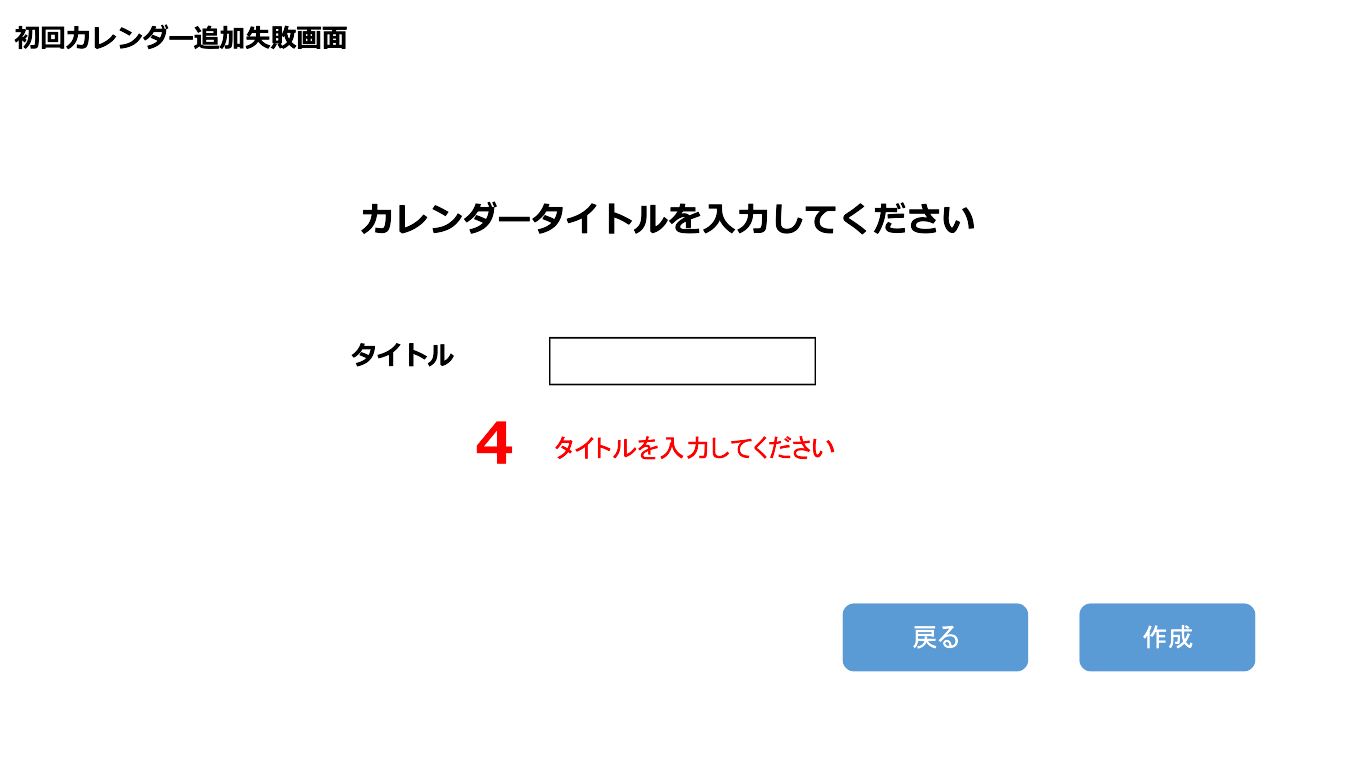 初回カレンダー追加失敗画面
カレンダータイトルを入力してください
タイトル
4 タイトルを入力してください
戻る 作成